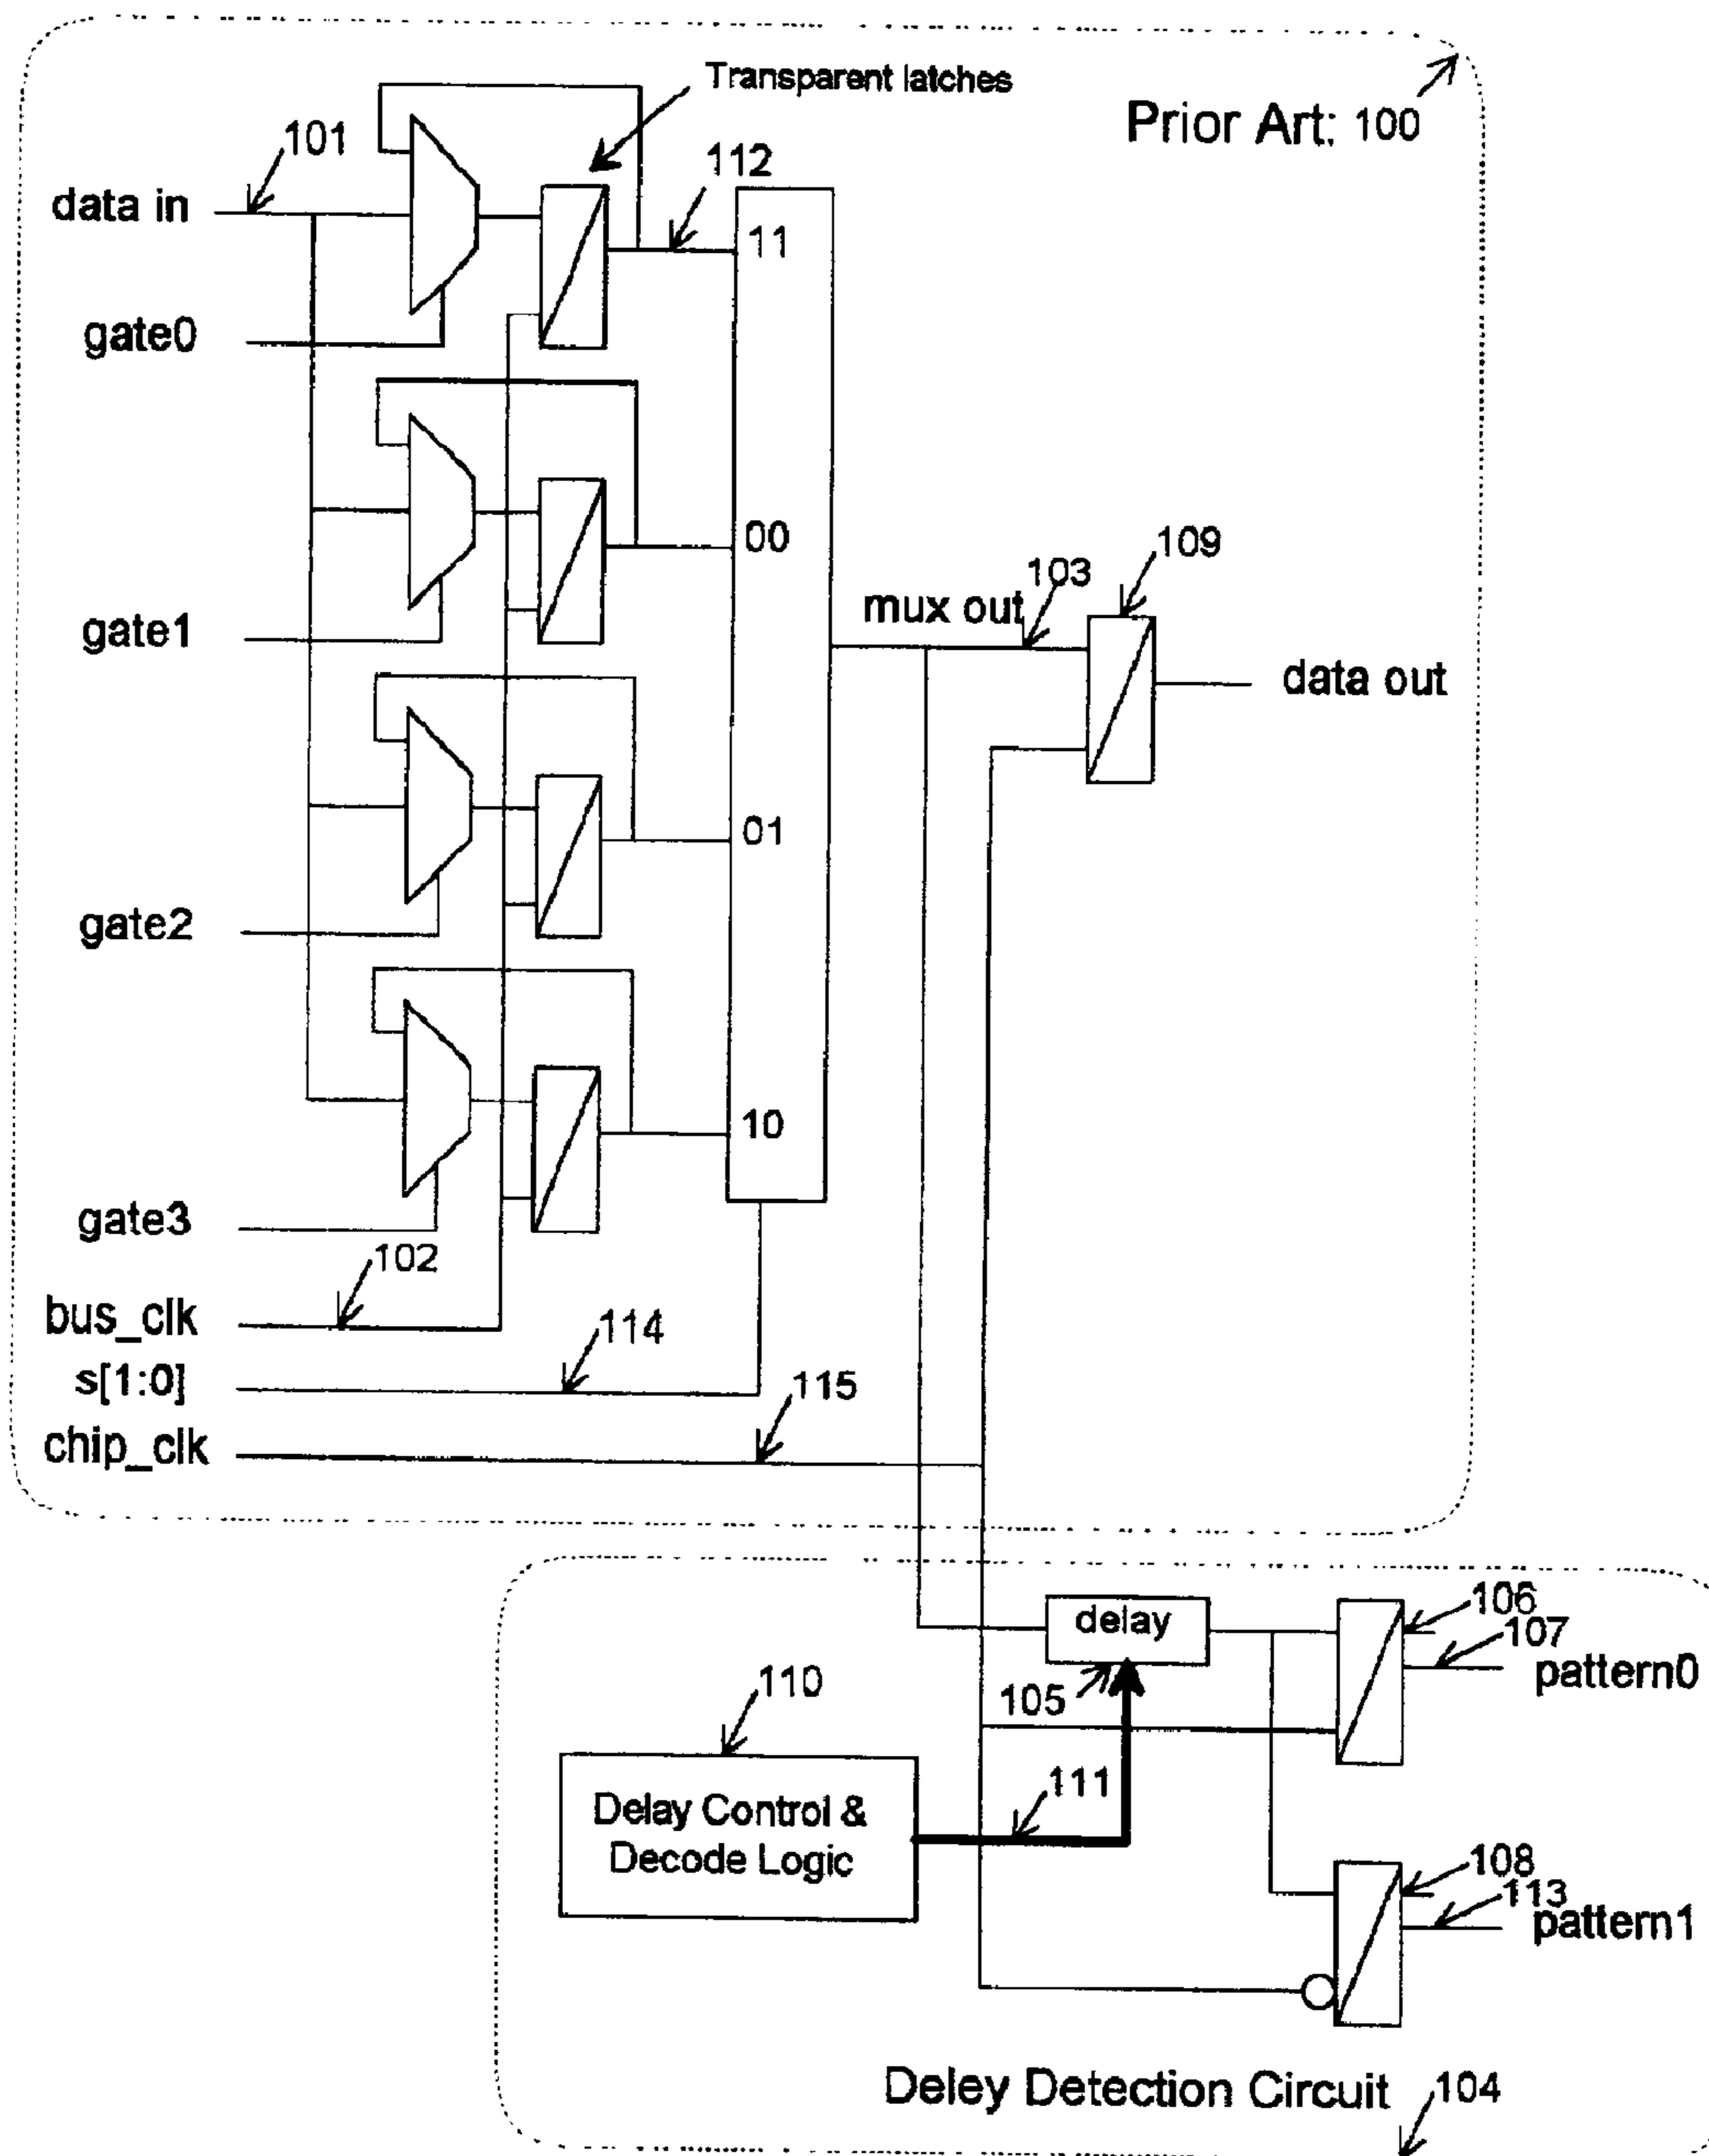 Transparent latches
Prior Art: 100
101
data in
112
11
gate0
00
109
103
mux out
gate1
data out
01
gate2
10
gate3
102
bus_clk
114
s[1:0]
115
chip_clk
delay
106
107
pattern0
110
105
111
Delay Control &
Decode Logic
108
113
pattern1
Deley Detection Circuit
104